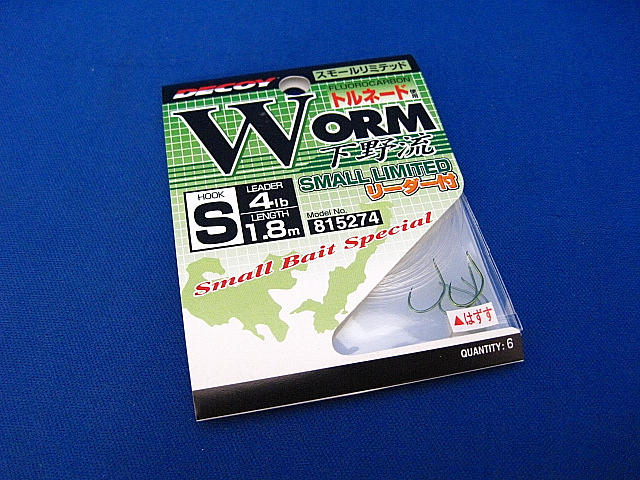 DECOY
スモールリミテッド
FLUOROCARBON
トルネード使用
WORM
下野流
SMALL LIMITED
リーダー付
HOOK
S
LEADER
4lb
LENGTH
1.8m
Model No.
815274
Small Bait Special
▲はずす
QUANTITY: 6